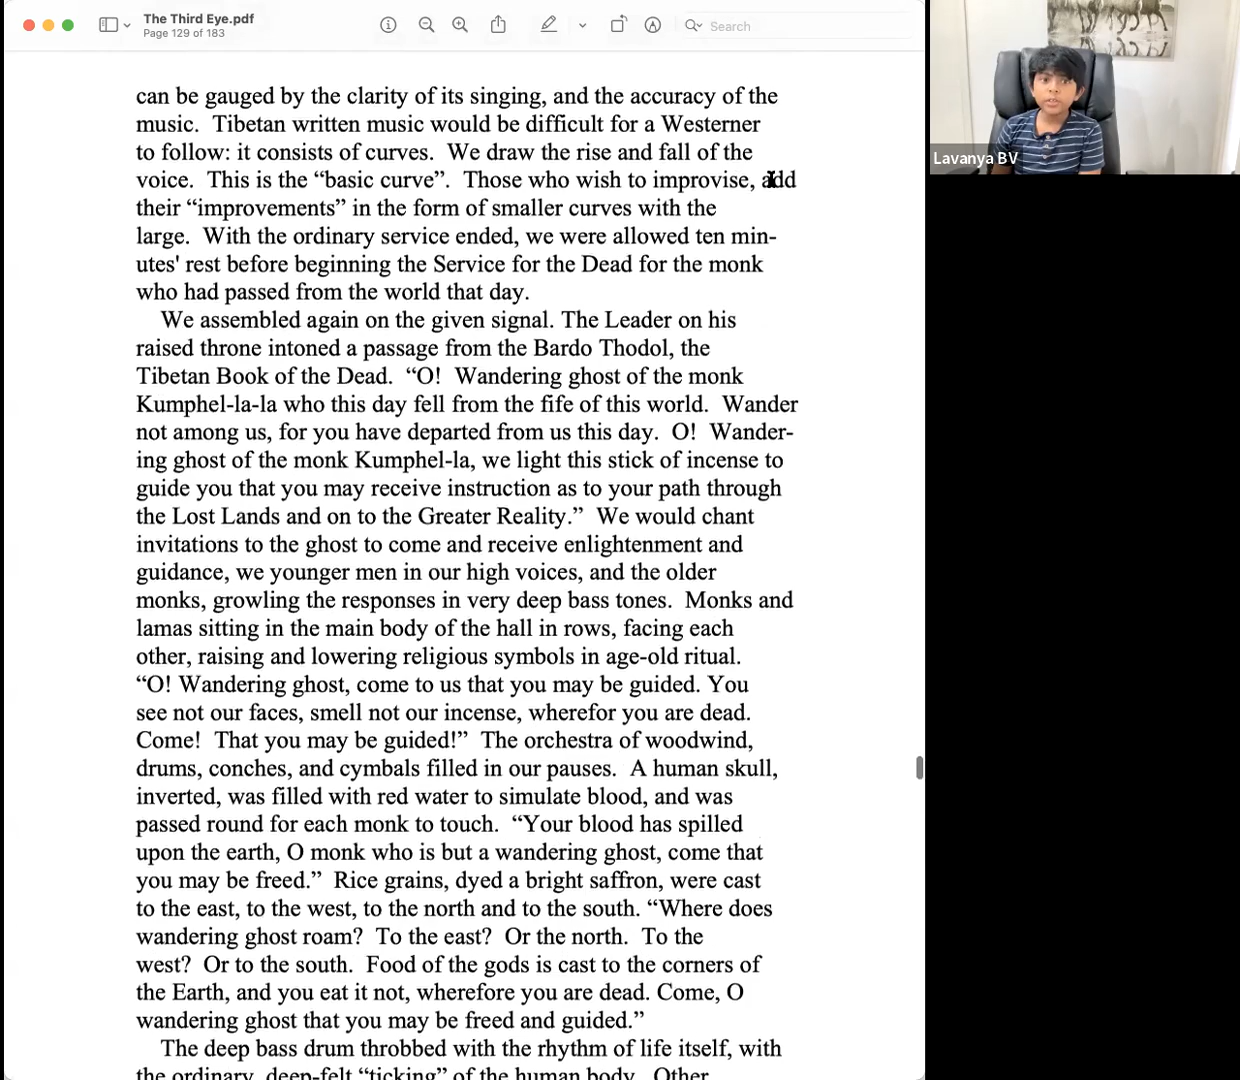 The Third Eye.pdf
Page 129 of 183
Search
can be gauged by the clarity of its singing, and the accuracy of the
music.  Tibetan written music would be difficult for a Westerner
to follow: it consists of curves.  We draw the rise and fall of the
voice.  This is the “basic curve”.  Those who wish to improvise, add
their “improvements” in the form of smaller curves with the
large.  With the ordinary service ended, we were allowed ten min-
utes' rest before beginning the Service for the Dead for the monk
who had passed from the world that day.
We assembled again on the given signal. The Leader on his
raised throne intoned a passage from the Bardo Thodol, the
Tibetan Book of the Dead.  “O!  Wandering ghost of the monk
Kumphel-la-la who this day fell from the fife of this world.  Wander
not among us, for you have departed from us this day.  O!  Wander-
ing ghost of the monk Kumphel-la, we light this stick of incense to
guide you that you may receive instruction as to your path through
the Lost Lands and on to the Greater Reality.”  We would chant
invitations to the ghost to come and receive enlightenment and
guidance, we younger men in our high voices, and the older
monks, growling the responses in very deep bass tones.  Monks and
lamas sitting in the main body of the hall in rows, facing each
other, raising and lowering religious symbols in age-old ritual.
“O! Wandering ghost, come to us that you may be guided. You
see not our faces, smell not our incense, wherefor you are dead.
Come!  That you may be guided!”  The orchestra of woodwind,
drums, conches, and cymbals filled in our pauses.  A human skull,
inverted, was filled with red water to simulate blood, and was
passed round for each monk to touch.  “Your blood has spilled
upon the earth, O monk who is but a wandering ghost, come that
you may be freed.”  Rice grains, dyed a bright saffron, were cast
to the east, to the west, to the north and to the south. “Where does
wandering ghost roam?  To the east?  Or the north.  To the
west?  Or to the south.  Food of the gods is cast to the corners of
the Earth, and you eat it not, wherefore you are dead. Come, O
wandering ghost that you may be freed and guided.”
The deep bass drum throbbed with the rhythm of life itself, with
the ordinary, deep-felt “ticking” of the human body.  Other
Lavanya BV